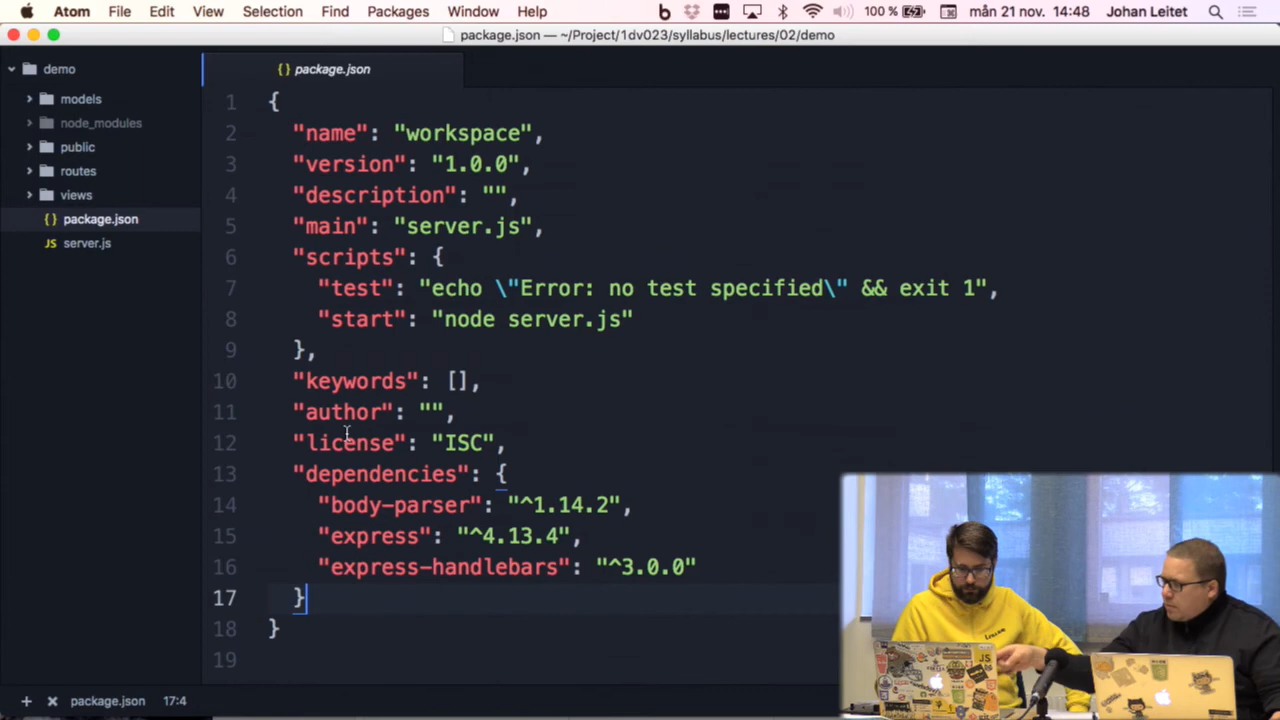 Atom File Edit View Selection Find Packages Window Help 100 % mån 21 nov. 14:48 Johan Leitet
package.json — ~/Project/1dv023/syllabus/lectures/02/demo
demo
models
node_modules
public
routes
views
{} package.json
JS server.js
{} package.json
1 {
2 "name": "workspace",
3 "version": "1.0.0",
4 "description": "",
5 "main": "server.js",
6 "scripts": {
7 "test": "echo \"Error: no test specified\" && exit 1",
8 "start": "node server.js"
9 },
10 "keywords": [],
11 "author": "",
12 "license": "ISC",
13 "dependencies": {
14 "body-parser": "^1.14.2",
15 "express": "^4.13.4",
16 "express-handlebars": "^3.0.0"
17 }
18 }
19
JS
+ × package.json 17:4